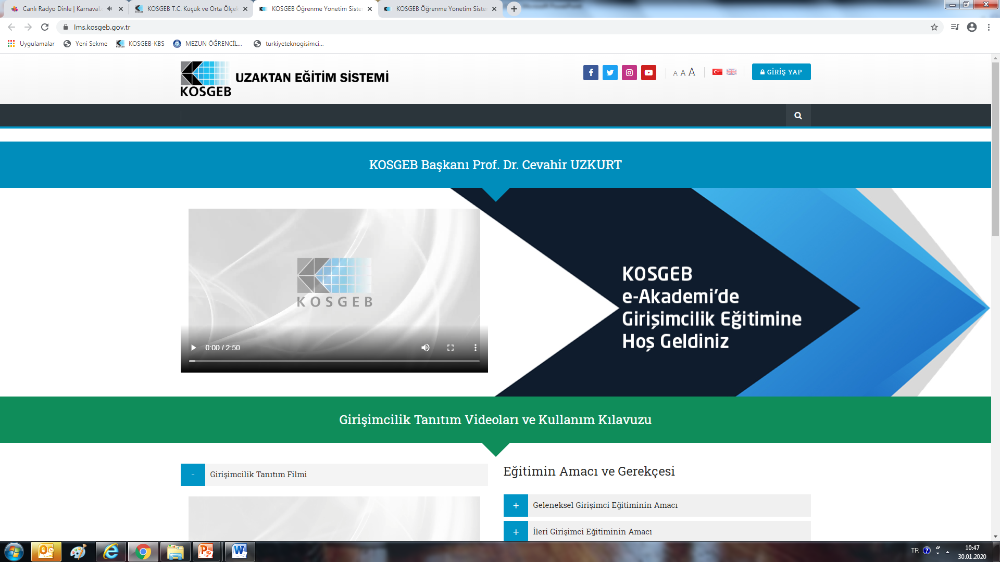 Canlı Radyo Dinle | Karnaval.
KOSGEB T.C. Küçük ve Orta Ölçe
KOSGEB Öğrenme Yönetim Siste
KOSGEB Öğrenme Yönetim Siste
lms.kosgeb.gov.tr
Uygulamalar
Yeni Sekme
KOSGEB-KBS
MEZUN ÖĞRENCİL...
turkiyeteknogisimci...
KOSGEB
UZAKTAN EĞİTİM SİSTEMİ
A A A
GİRİŞ YAP
KOSGEB Başkanı Prof. Dr. Cevahir UZKURT
KOSGEB
0:00 / 2:50
KOSGEB
e-Akademi'de
Girişimcilik Eğitimine
Hoş Geldiniz
Girişimcilik Tanıtım Videoları ve Kullanım Kılavuzu
- Girişimcilik Tanıtım Filmi
Eğitimin Amacı ve Gerekçesi
+ Geleneksel Girişimci Eğitiminin Amacı
+ İleri Girişimci Eğitiminin Amacı
TR
10:47
30.01.2020